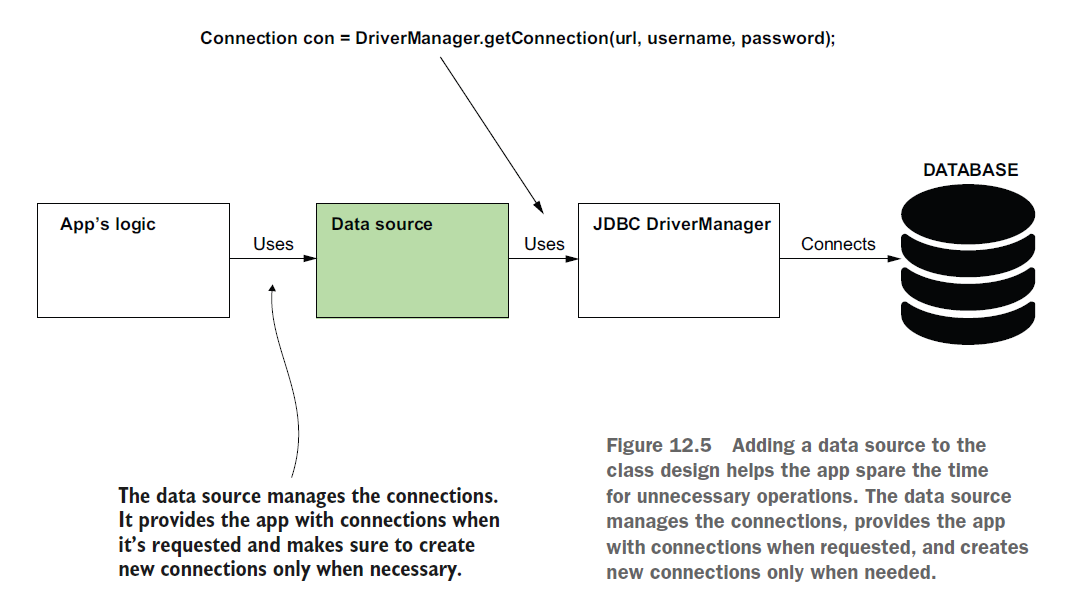 Connection con = DriverManager.getConnection(url, username, password);
DATABASE
App’s logic
Uses
Data source
Uses
JDBC DriverManager
Connects
The data source manages the connections.
It provides the app with connections when
it’s requested and makes sure to create
new connections only when necessary.
Figure 12.5 Adding a data source to the
class design helps the app spare the time
for unnecessary operations. The data source
manages the connections, provides the app
with connections when requested, and creates
new connections only when needed.